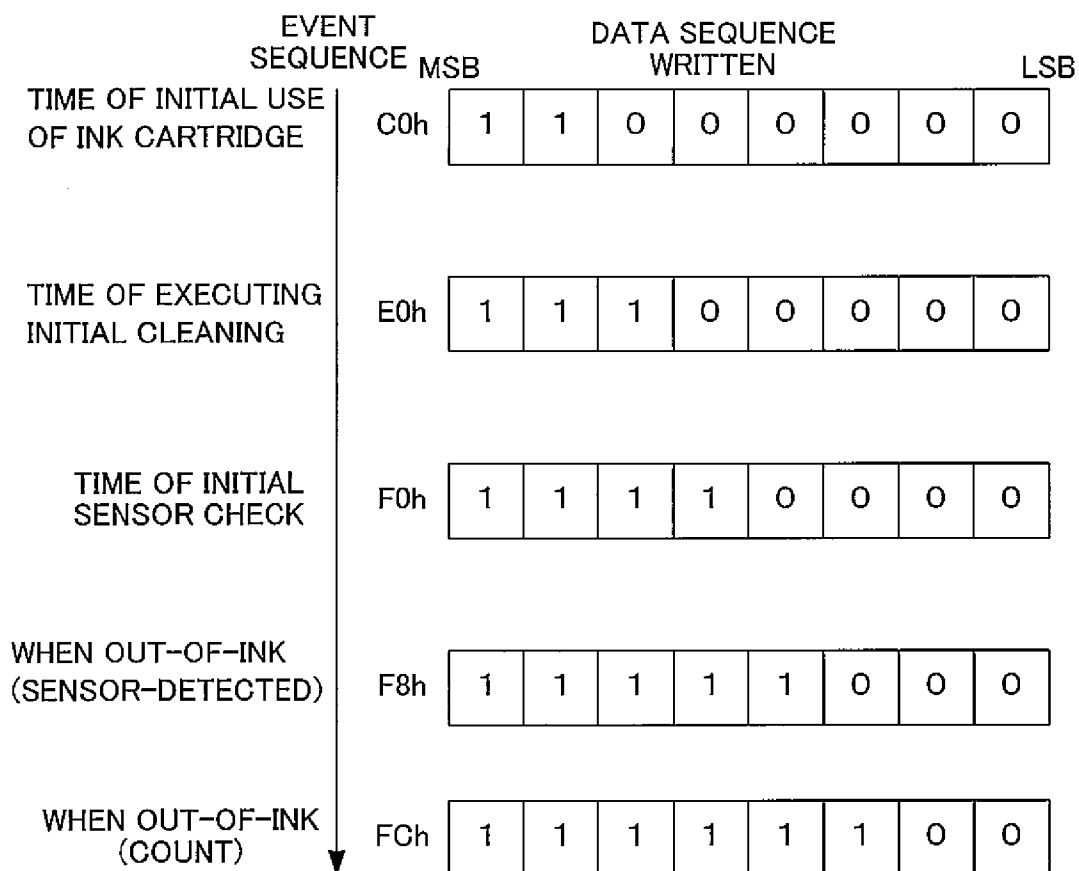 EVENT
SEQUENCE
DATA SEQUENCE
WRITTEN
MSB
LSB
TIME OF INITIAL USE
OF INK CARTRIDGE
C0h 1 1 0 0 0 0 0 0
TIME OF EXECUTING
INITIAL CLEANING
E0h 1 1 1 0 0 0 0 0
TIME OF INITIAL
SENSOR CHECK
F0h 1 1 1 1 0 0 0 0
WHEN OUT-OF-INK
(SENSOR-DETECTED)
F8h 1 1 1 1 1 0 0 0
WHEN OUT-OF-INK
(COUNT)
FCh 1 1 1 1 1 1 0 0